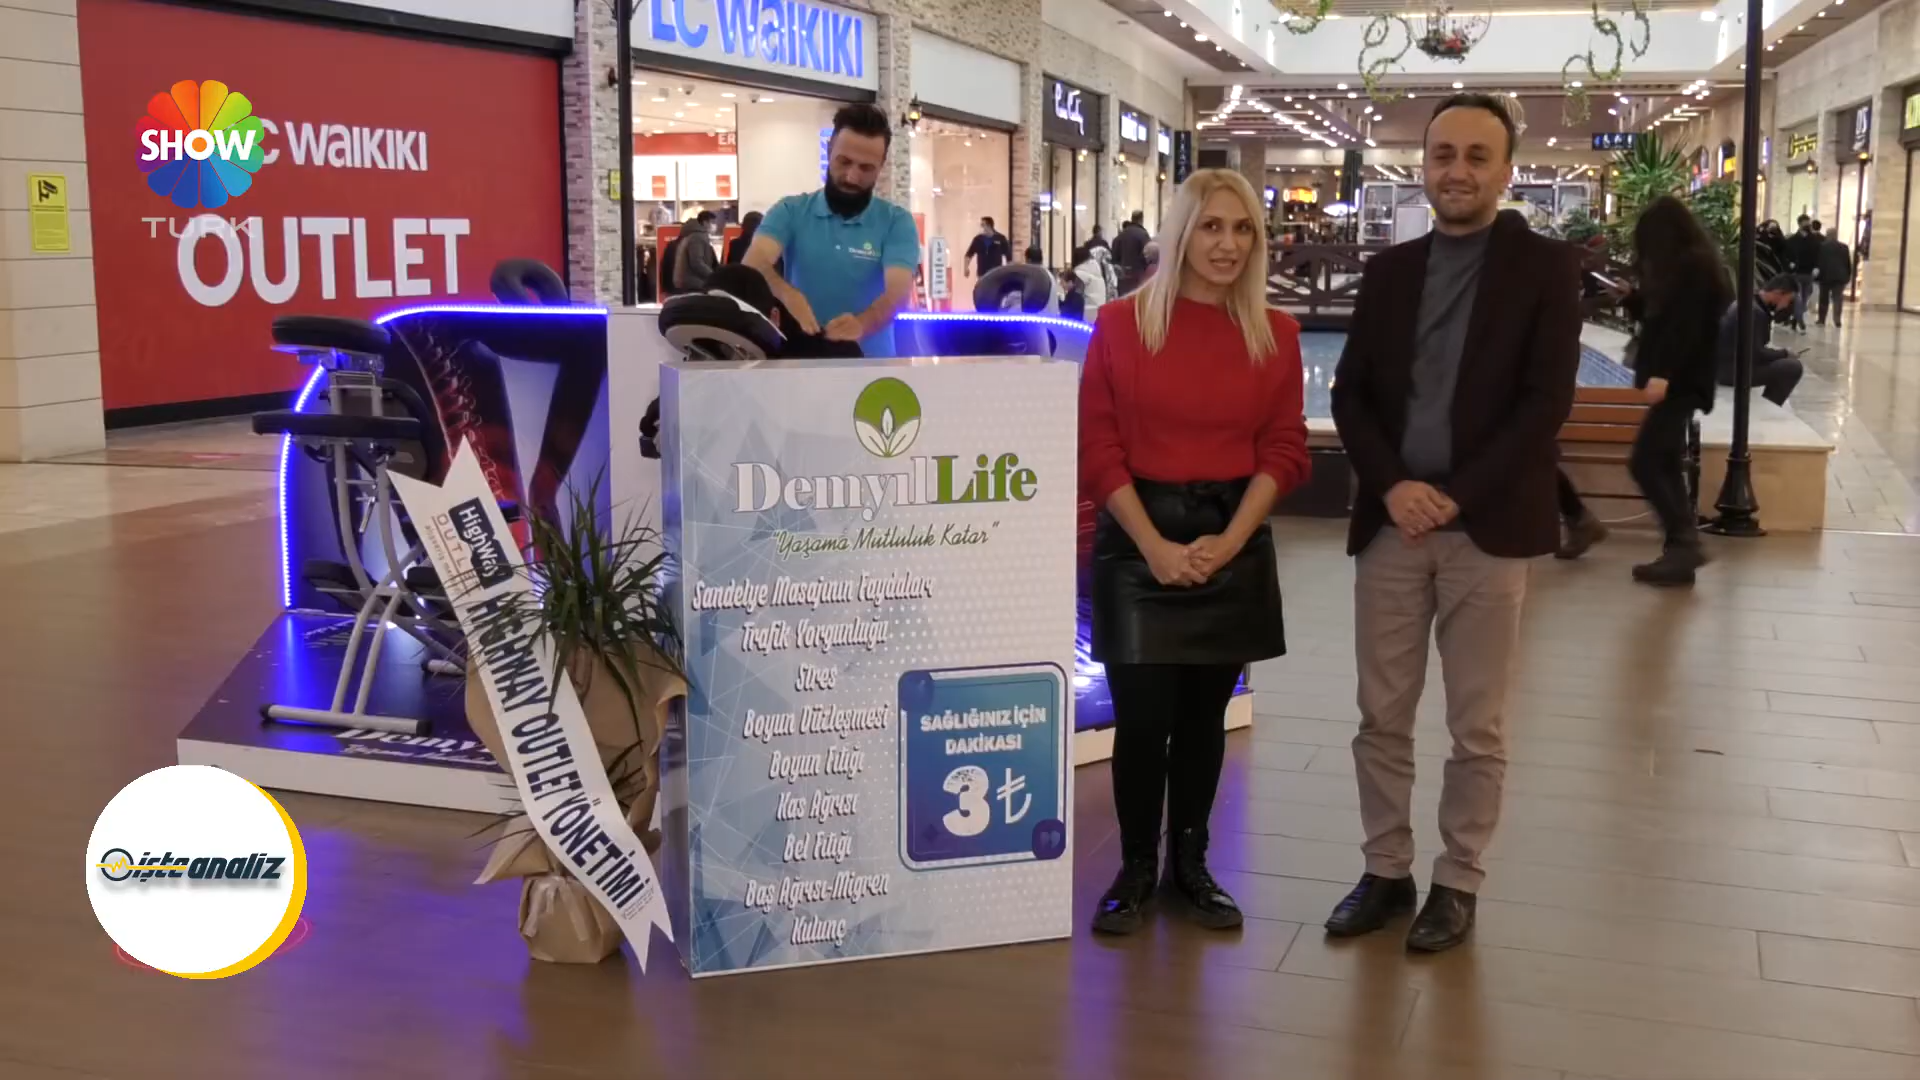 LC WAIKIKI
SHOW
TURK
LC WAIKIKI
OUTLET
DemyılLife
"Yaşama Mutluluk Katar"
Sandelye Masajının Faydaları
Trafik Yorgunluğu
Sires
Boyun Düzleşmesi
Boyun Fıtığı
Kas Ağrısı
Bel Fıtığı
Baş Ağrısı-Migren
Kulunç
SAĞLIĞINIZ İÇİN
DAKİKASI
3₺
HighWay
OUTLET
HIGHWAY OUTLET YÖNETİMİ
işteanaliz